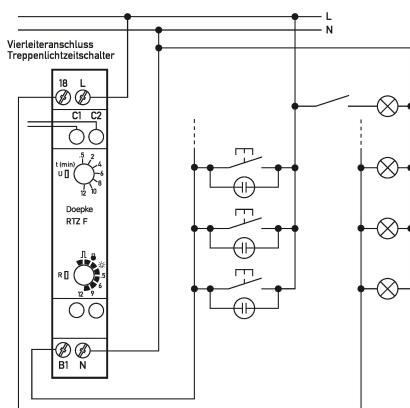 L
N
Vierleiteranschluss
Treppenlichtzeitschalter
18 L
C1 C2
t (min) .5 2 4 6 8 10 12
U
Doepke
RTZ F
R .5 6 9 12
B1 N